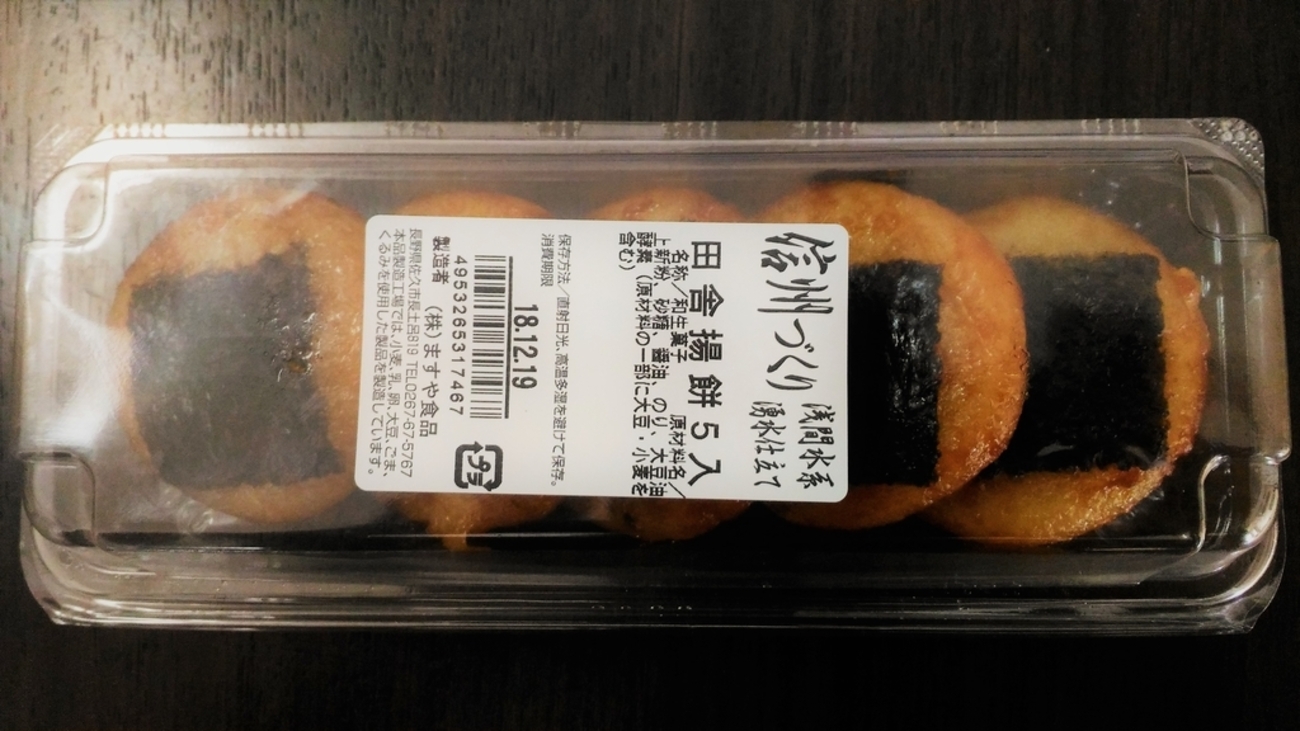 信州づくり
浅間水系
湧水仕立て
田舎揚餅5入
名称/和生菓子 原材料名/
上新粉、砂糖、醤油、のり、大豆油
酵素、(原材料の一部に大豆・小麦を
含む)
保存方法/直射日光、高温多湿を避けて保存。
消費期限
18.12.19
4953265317467
製造者 (株)ますや食品
長野県佐久市長土呂819 TEL0267-67-5767
本品製造工場では、小麦、乳、卵、大豆、ごま、
くるみを使用した製品を製造しています。
プラ